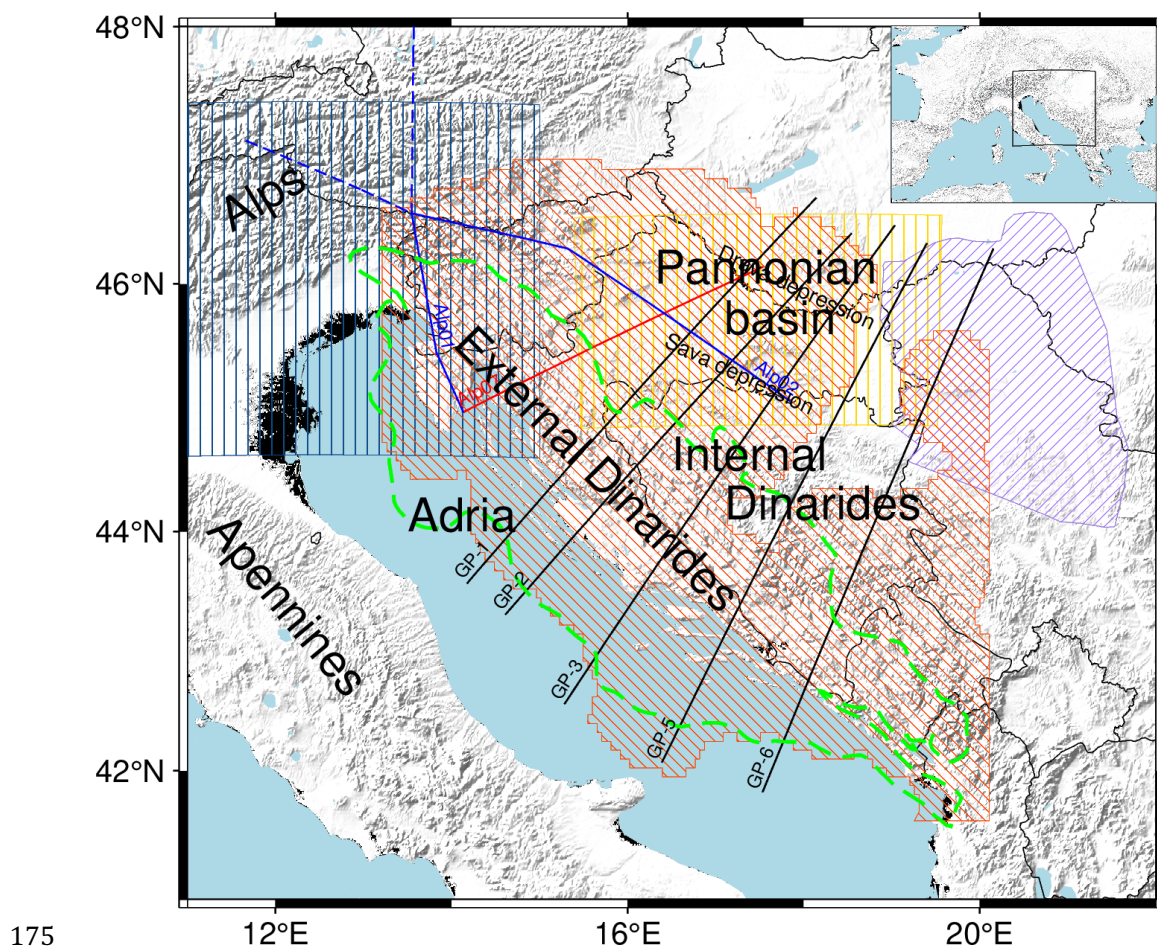 48°N
46°N
44°N
42°N
12°E
16°E
20°E
Alps
Pannonian
basin
Drava depression
Sava depression
Alp01
Alp02
External Dinarides
Internal
Dinarides
Adria
Apennines
GP-1
GP-2
GP-3
GP-5
GP-6
175